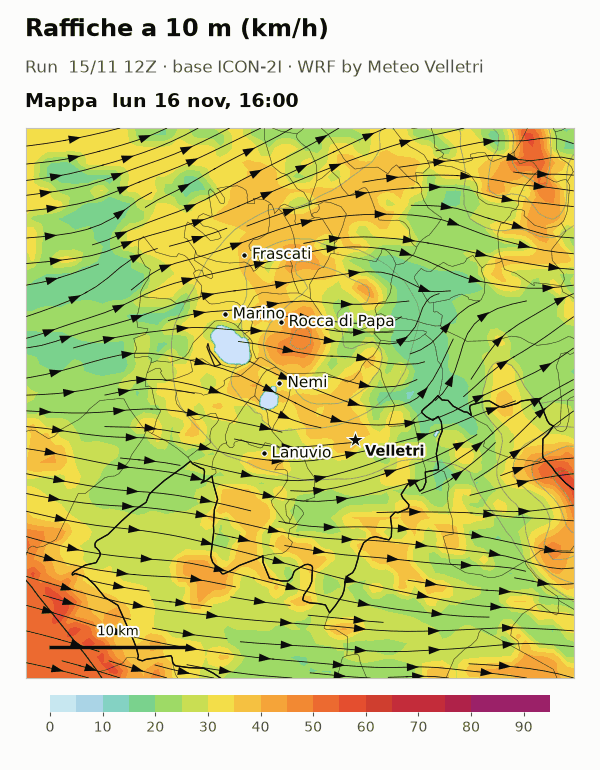 Raffiche a 10 m (km/h)
Run  15/11 12Z · base ICON-2I · WRF by Meteo Velletri
Mappa  lun 16 nov, 16:00
Frascati
Marino
Rocca di Papa
Nemi
Velletri
Lanuvio
10 km
0 10 20 30 40 50 60 70 80 90